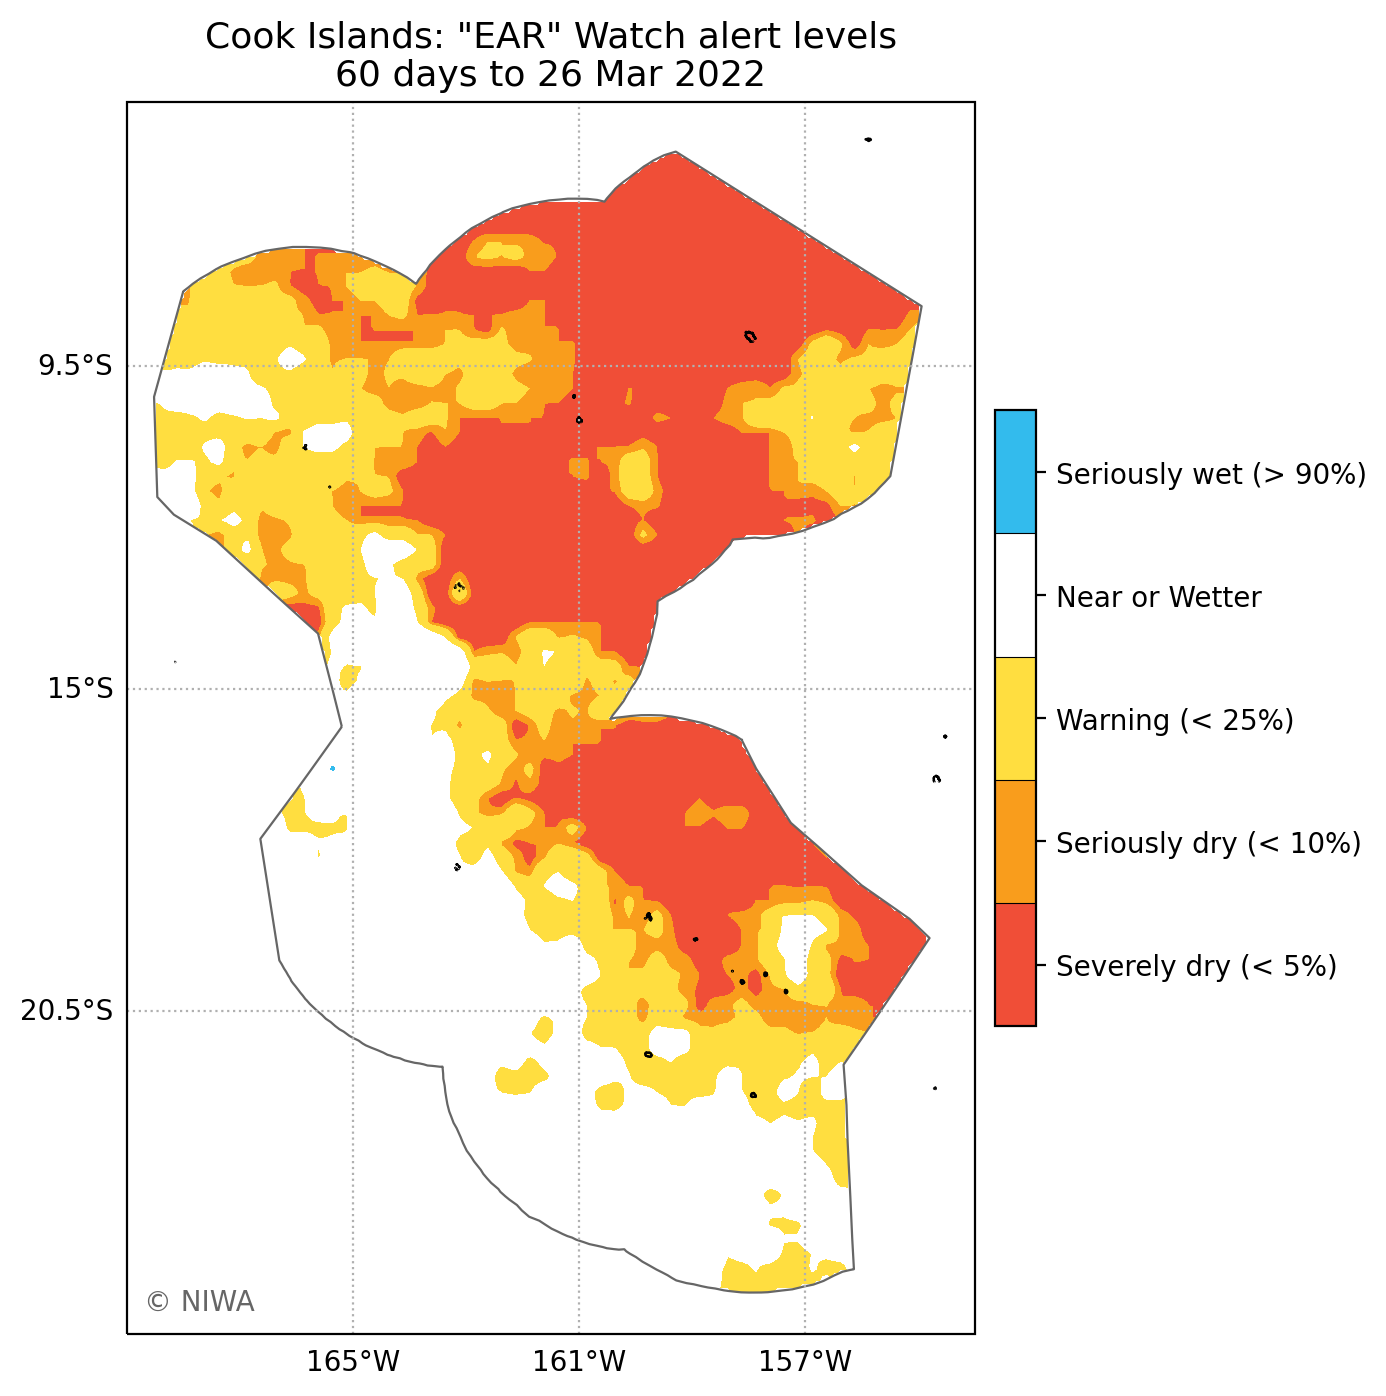 Cook Islands: "EAR" Watch alert levels
60 days to 26 Mar 2022
9.5°S
15°S
20.5°S
165°W
161°W
157°W
Seriously wet (> 90%)
Near or Wetter
Warning (< 25%)
Seriously dry (< 10%)
Severely dry (< 5%)
© NIWA